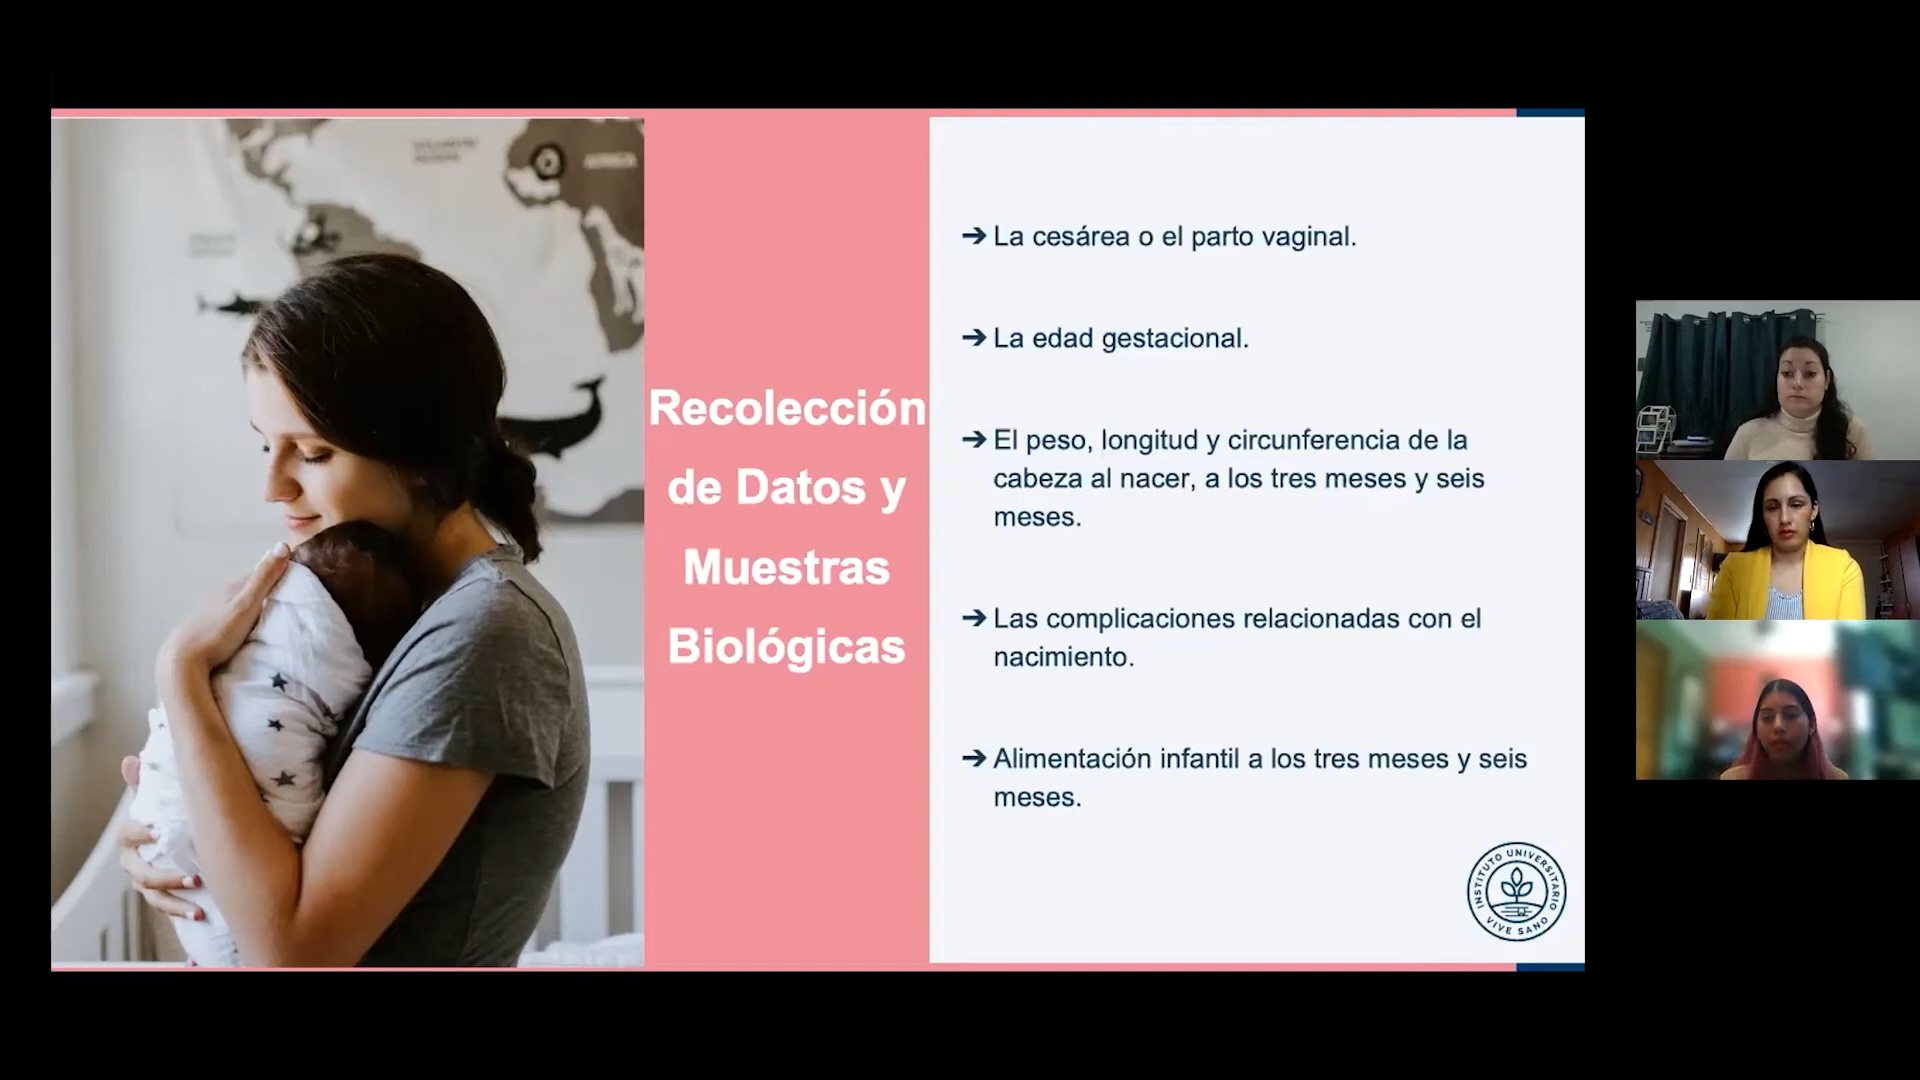 Recolección
de Datos y
Muestras
Biológicas
➔ La cesárea o el parto vaginal.
➔ La edad gestacional.
➔ El peso, longitud y circunferencia de la
cabeza al nacer, a los tres meses y seis
meses.
➔ Las complicaciones relacionadas con el
nacimiento.
➔ Alimentación infantil a los tres meses y seis
meses.
INSTITUTO UNIVERSITARIO
VIVE SANO